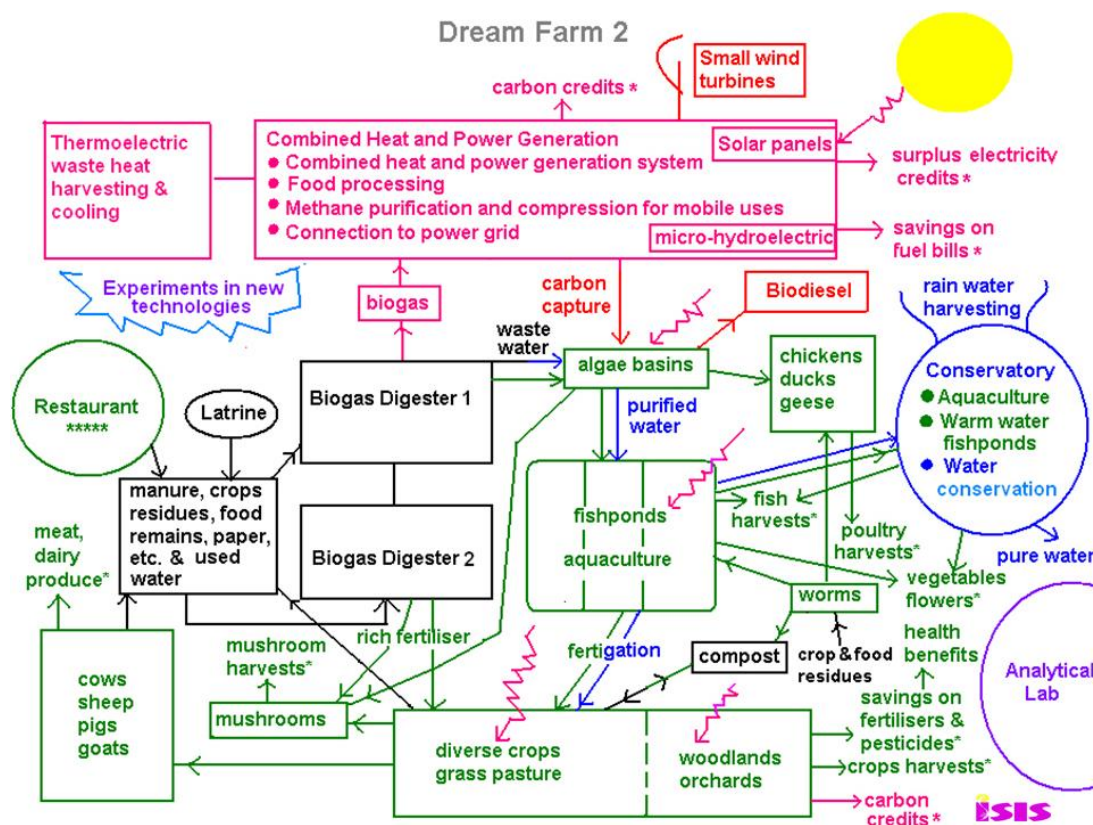 Dream Farm 2
Small wind
turbines
carbon credits *
Thermoelectric
waste heat
harvesting &
cooling
Combined Heat and Power Generation
Combined heat and power generation system
Food processing
Methane purification and compression for mobile uses
Connection to power grid
Solar panels
micro-hydroelectric
surplus electricity
credits *
savings on
fuel bills *
Experiments in new
technologies
biogas
carbon
capture
Biodiesel
rain water
harvesting
waste
water
algae basins
chickens
ducks
geese
Conservatory
Aquaculture
Warm water
fishponds
Water
conservation
Restaurant
*****
Latrine
Biogas Digester 1
purified
water
manure, crops
residues, food
remains, paper,
etc. & used
water
Biogas Digester 2
fishponds
aquaculture
fish
harvests*
poultry
harvests*
pure water
meat,
dairy
produce*
vegetables
flowers*
worms
rich fertiliser
mushroom
harvests*
fertigation
compost
crop & food
residues
health
benefits
Analytical
Lab
cows
sheep
pigs
goats
mushrooms
diverse crops
grass pasture
woodlands
orchards
savings on
fertilisers &
pesticides*
crops harvests*
carbon
credits *
isis